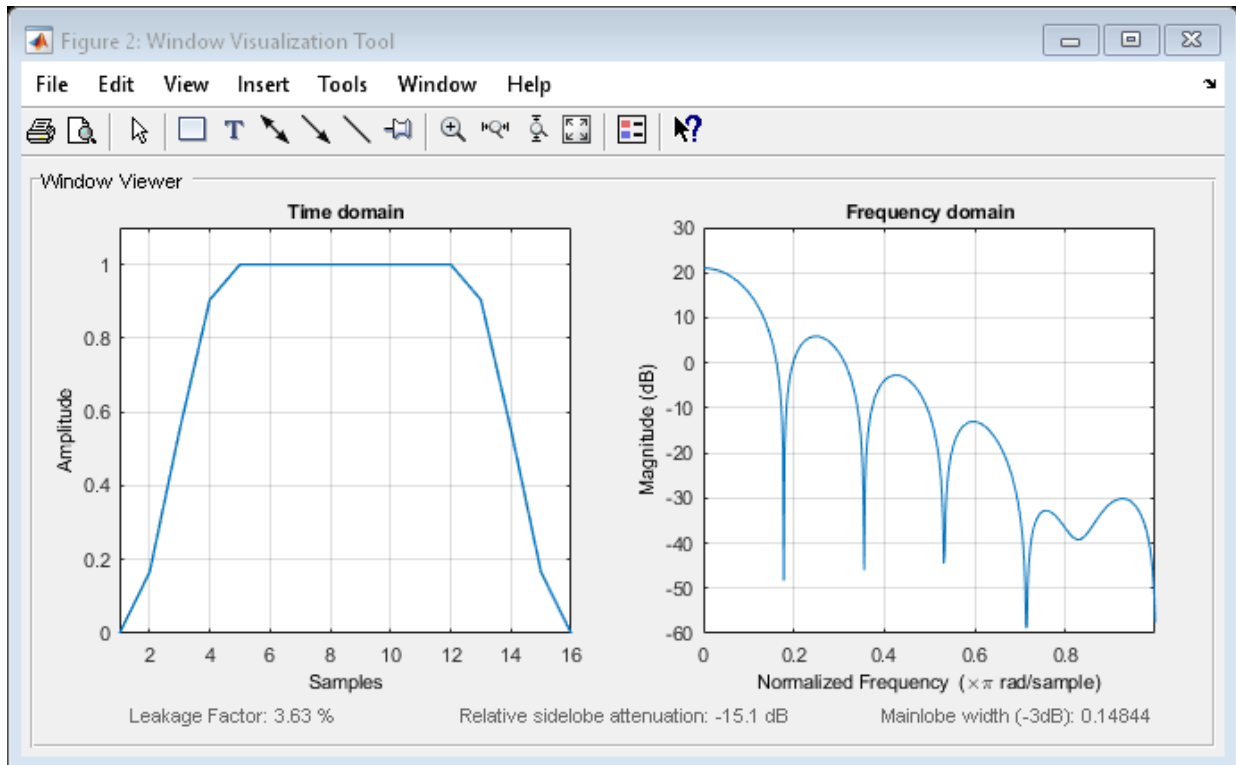 Figure 2: Window Visualization Tool
File Edit View Insert Tools Window Help
T
?
Window Viewer
Time domain
1
0.8
0.6
0.4
0.2
0
Amplitude
2 4 6 8 10 12 14 16
Samples
Frequency domain
30
20
10
0
-10
-20
-30
-40
-50
-60
Magnitude (dB)
0 0.2 0.4 0.6 0.8
Normalized Frequency (×π rad/sample)
Leakage Factor: 3.63 % Relative sidelobe attenuation: -15.1 dB Mainlobe width (-3dB): 0.14844